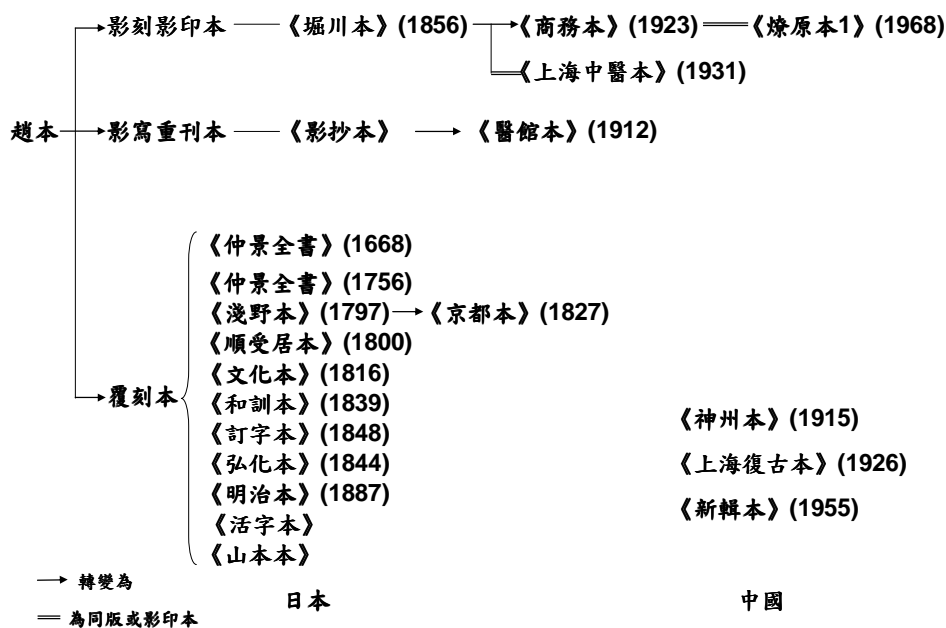 影刻影印本 《堀川本》(1856) 《商務本》(1923) 《燎原本1》(1968)
《上海中醫本》(1931)
趙本 影寫重刊本 《影抄本》 《醫館本》(1912)
《仲景全書》(1668)
《仲景全書》(1756)
《淺野本》(1797) 《京都本》(1827)
《順受居本》(1800)
《文化本》(1816)
覆刻本 《和訓本》(1839)
《神州本》(1915)
《訂字本》(1848)
《弘化本》(1844) 《上海復古本》(1926)
《明治本》(1887)
《新輯本》(1955)
《活字本》
《山本本》
轉變為
日本 中國
為同版或影印本